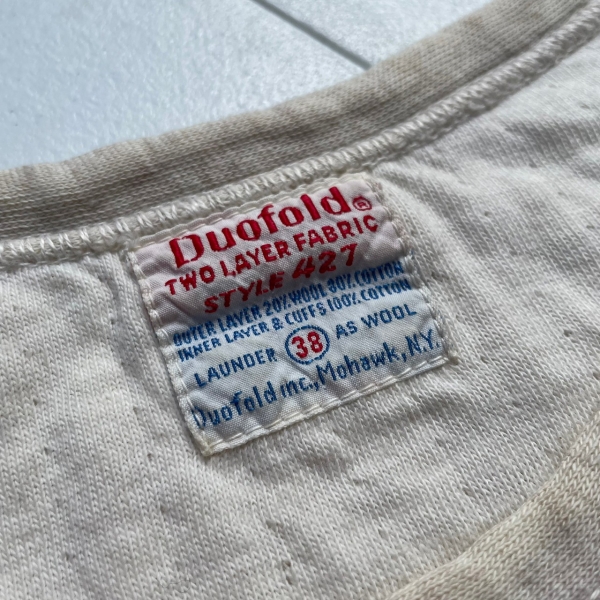 Duofold®
TWO LAYER FABRIC
STYLE 427
OUTER LAYER 20% WOOL 80% COTTON
INNER LAYER & CUFFS 100% COTTON
LAUNDER 38 AS WOOL
Duofold inc., Mohawk, N.Y.